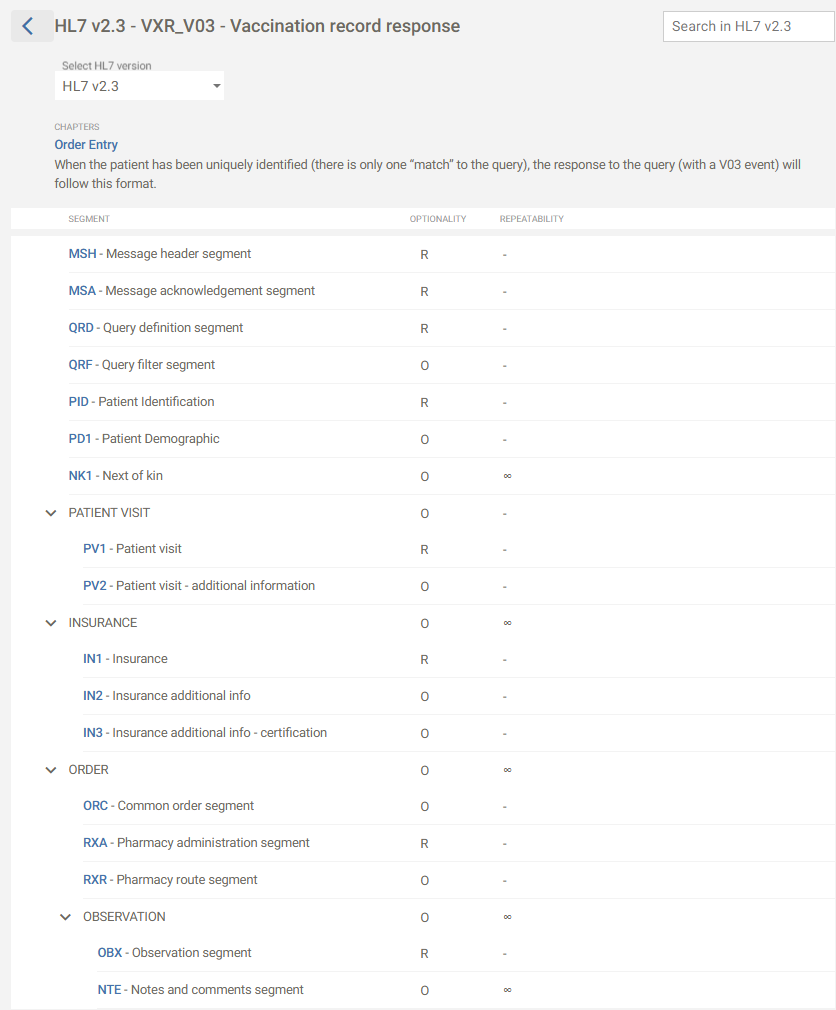 HL7 v2.3 - VXR_V03 - Vaccination record response
Search in HL7 v2.3
Select HL7 version
HL7 v2.3
CHAPTERS
Order Entry
When the patient has been uniquely identified (there is only one “match” to the query), the response to the query (with a V03 event) will
follow this format.
SEGMENT OPTIONALITY REPEATABILITY
MSH - Message header segment R -
MSA - Message acknowledgement segment R -
QRD - Query definition segment R -
QRF - Query filter segment O -
PID - Patient Identification R -
PD1 - Patient Demographic O -
NK1 - Next of kin O ∞
PATIENT VISIT O -
PV1 - Patient visit R -
PV2 - Patient visit - additional information O -
INSURANCE O ∞
IN1 - Insurance R -
IN2 - Insurance additional info O -
IN3 - Insurance additional info - certification O -
ORDER O ∞
ORC - Common order segment O -
RXA - Pharmacy administration segment R -
RXR - Pharmacy route segment O -
OBSERVATION O ∞
OBX - Observation segment R -
NTE - Notes and comments segment O ∞